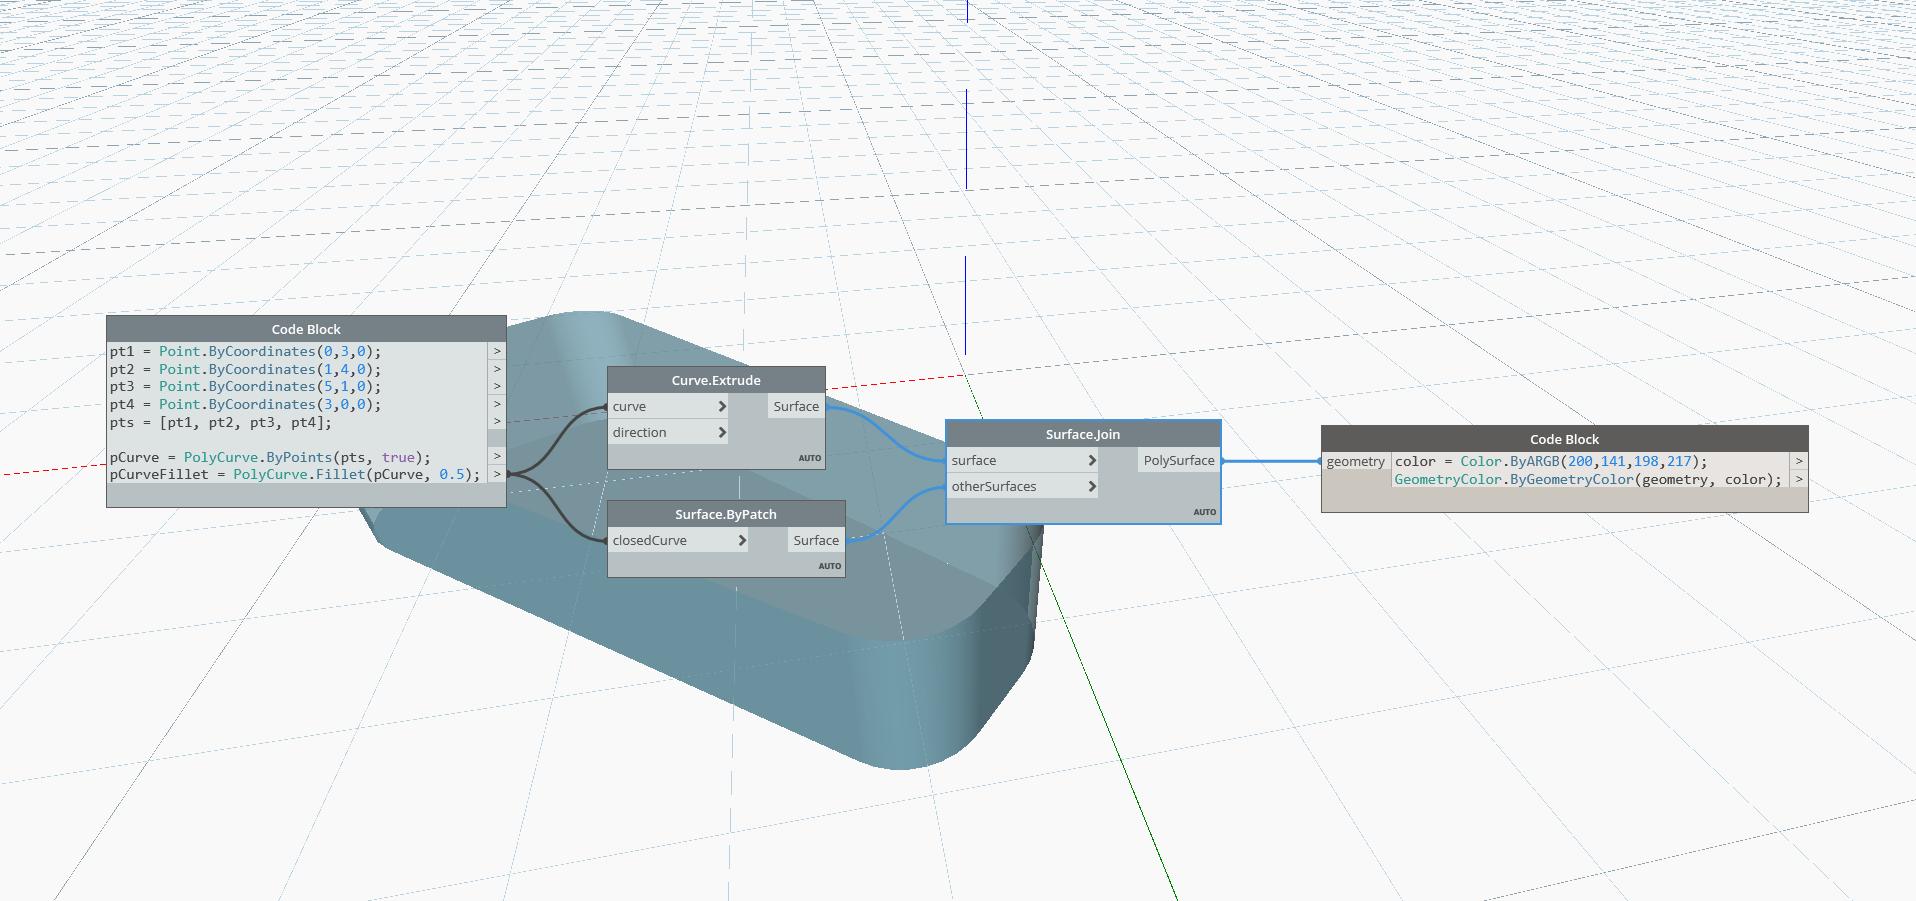 Code Block
pt1 = Point.ByCoordinates(0,3,0); >
pt2 = Point.ByCoordinates(1,4,0); >
pt3 = Point.ByCoordinates(5,1,0); >
pt4 = Point.ByCoordinates(3,0,0); >
pts = [pt1, pt2, pt3, pt4]; >
pCurve = PolyCurve.ByPoints(pts, true); >
pCurveFillet = PolyCurve.Fillet(pCurve, 0.5); >
Curve.Extrude
curve > Surface
direction >
AUTO
Surface.ByPatch
closedCurve > Surface
AUTO
Surface.Join
surface > PolySurface
otherSurfaces >
AUTO
Code Block
geometry color = Color.ByARGB(200,141,198,217); >
GeometryColor.ByGeometryColor(geometry, color); >